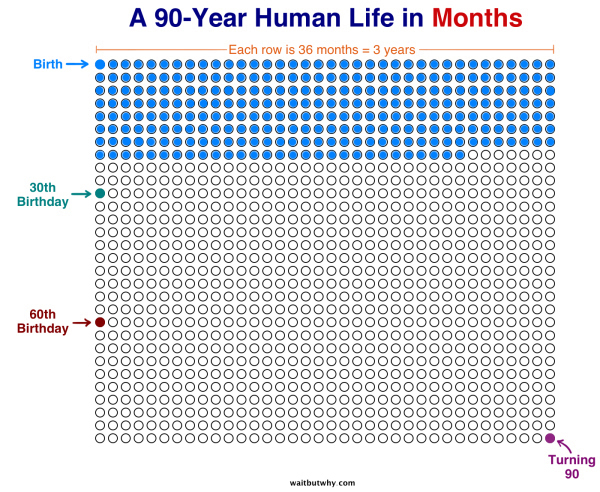 A 90-Year Human Life in Months
Each row is 36 months = 3 years
Birth
30th
Birthday
60th
Birthday
Turning
90
waitbutwhy.com